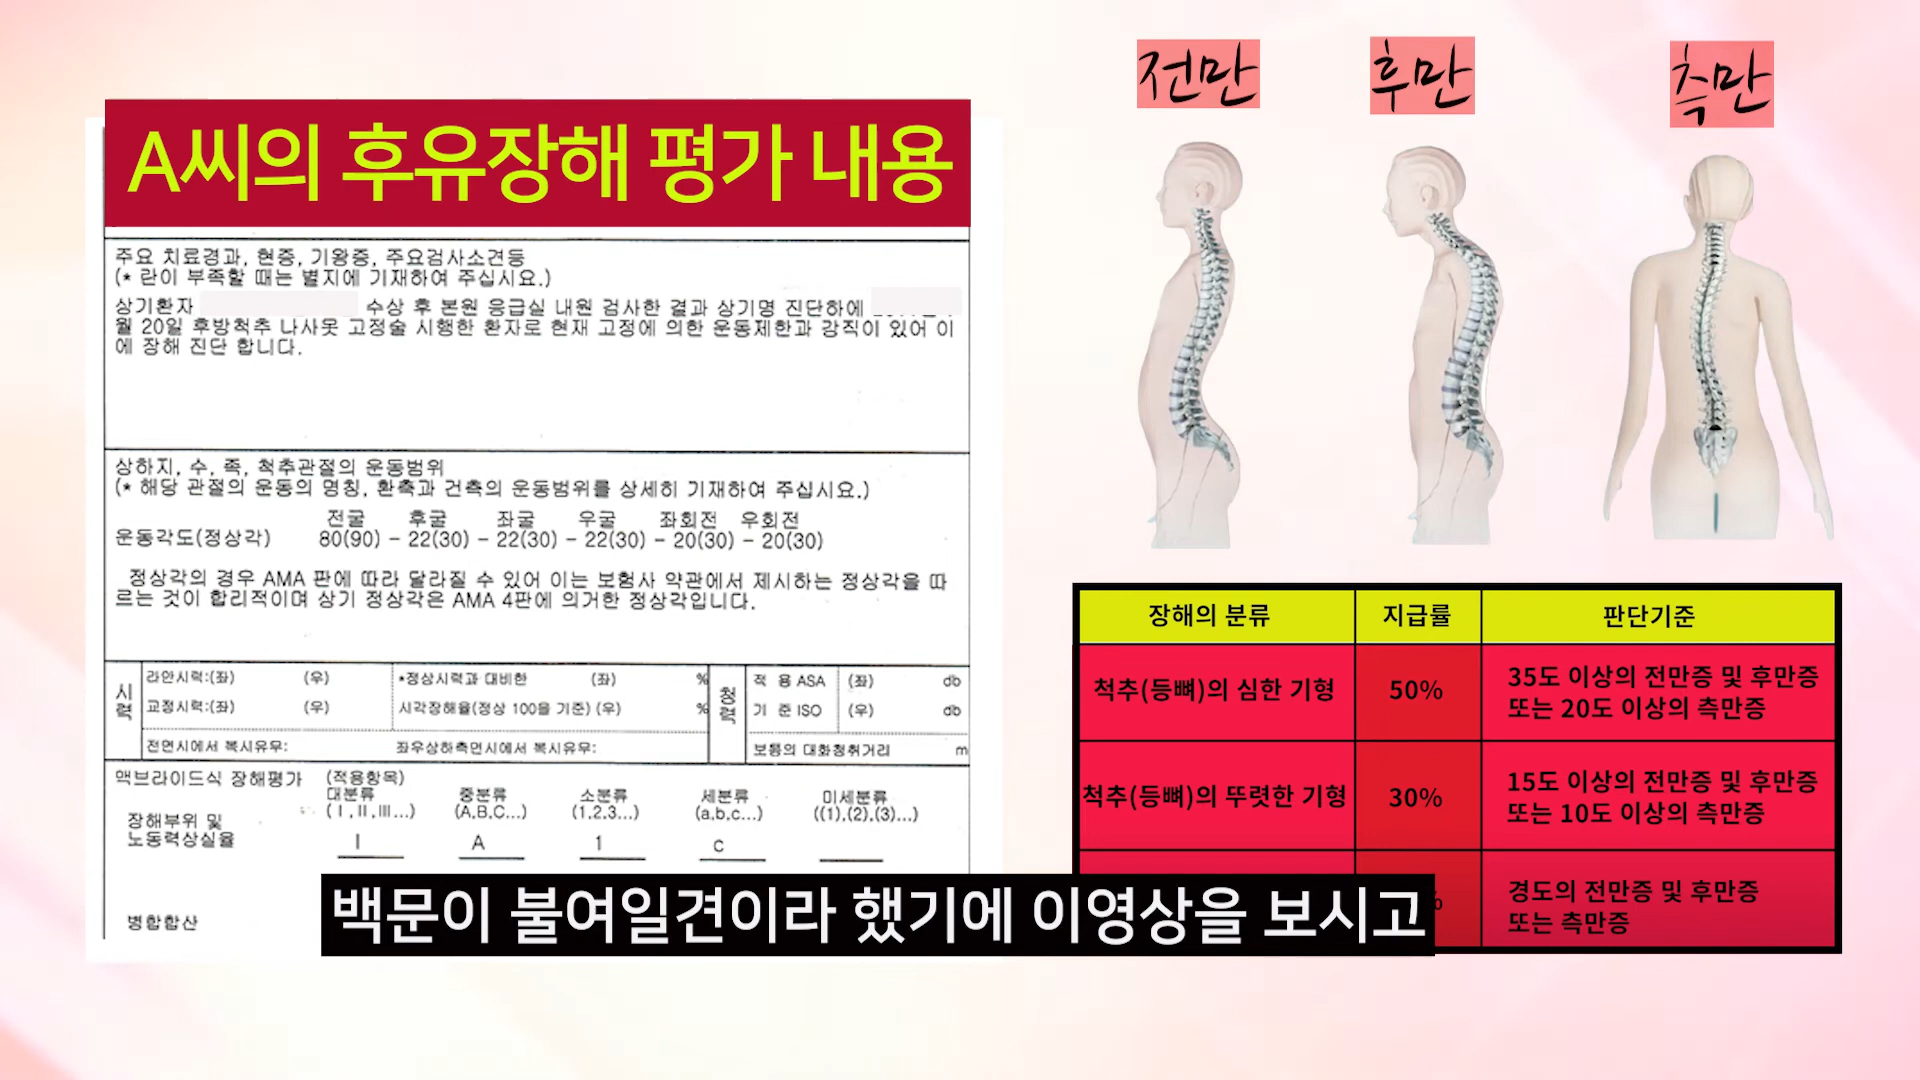 A씨의 후유장해 평가 내용
주요 치료경과, 현증, 기왕증, 주요검사소견등
(* 란이 부족할 때는 별지에 기재하여 주십시요.)
상기환자 수상 후 본원 응급실 내원 검사한 결과 상기명 진단하에
월 20일 후방척추 나사못 고정술 시행한 환자로 현재 고정에 의한 운동제한과 강직이 있어 이
에 장해 진단 합니다.
상하지, 수, 족, 척추관절의 운동범위
(* 해당 관절의 운동의 명칭, 환측과 건측의 운동범위를 상세히 기재하여 주십시요.)
전굴 후굴 좌굴 우굴 좌회전 우회전
운동각도(정상각) 80(90) - 22(30) - 22(30) - 22(30) - 20(30) - 20(30)
정상각의 경우 AMA 판에 따라 달라질 수 있어 이는 보험사 약관에서 제시하는 정상각을 따
르는 것이 합리적이며 상기 정상각은 AMA 4판에 의거한 정상각입니다.
시력
라안시력:(좌) (우) *정상시력과 대비한 (좌) %
교정시력:(좌) (우) 시각장해율(정상 100을 기준) (우) %
전면시에서 복시유무: 좌우상하측면시에서 복시유무:
청력
적 용 ASA (좌) db
기 준 ISO (우) db
보통의 대화청취거리 m
맥브라이드식 장해평가 (적용항목)
대분류 중분류 소분류 세분류 미세분류
(Ⅰ,Ⅱ,Ⅲ...) (A,B,C...) (1,2,3...) (a,b,c...) ((1),(2),(3)...)
장해부위 및
노동력상실율
I A 1 c
병합합산
전만 후만 측만
장해의 분류 지급률 판단기준
척추(등뼈)의 심한 기형 50% 35도 이상의 전만증 및 후만증
또는 20도 이상의 측만증
척추(등뼈)의 뚜렷한 기형 30% 15도 이상의 전만증 및 후만증
또는 10도 이상의 측만증
% 경도의 전만증 및 후만증
또는 측만증
백문이 불여일견이라 했기에 이영상을 보시고